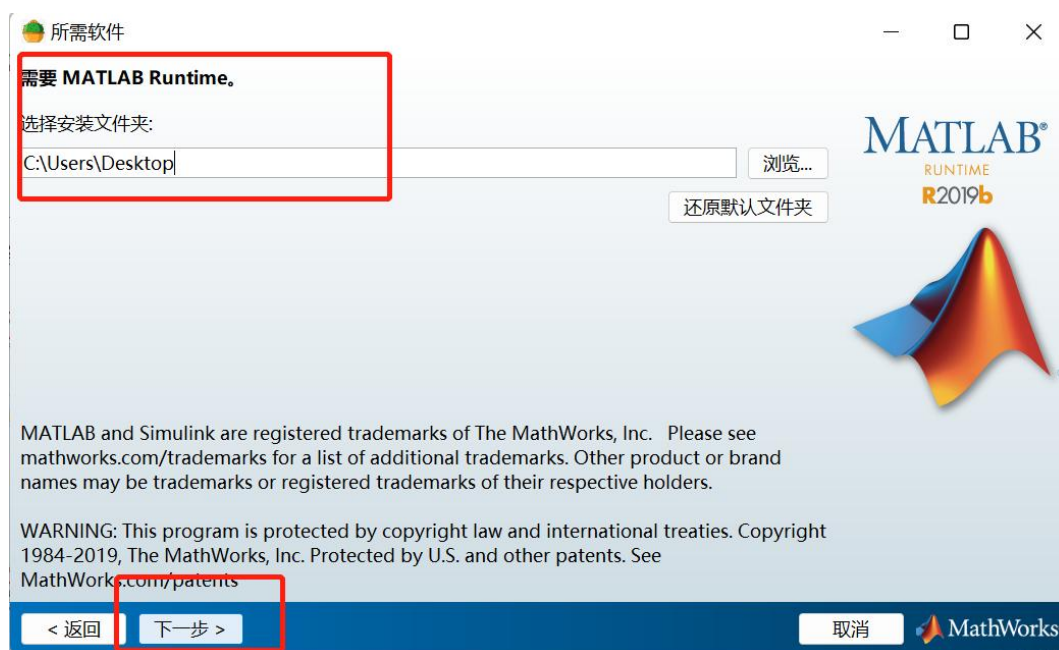 所需软件
需要 MATLAB Runtime。
选择安装文件夹:
C:\Users\Desktop
浏览...
还原默认文件夹
MATLAB®
RUNTIME
R2019b
MATLAB and Simulink are registered trademarks of The MathWorks, Inc.   Please see
mathworks.com/trademarks for a list of additional trademarks. Other product or brand
names may be trademarks or registered trademarks of their respective holders.
WARNING: This program is protected by copyright law and international treaties. Copyright
1984-2019, The MathWorks, Inc. Protected by U.S. and other patents. See
MathWorks.com/patents
< 返回
下一步 >
取消
MathWorks